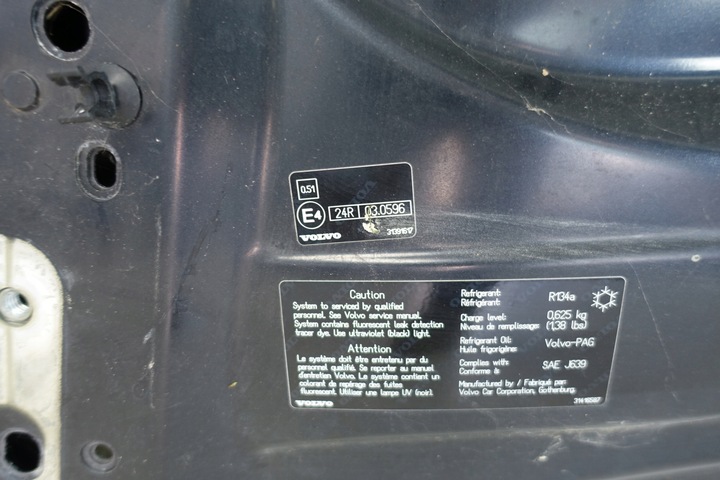 0.51
E4 24R 03.0596
VOLVO 31391617
Caution
System to serviced by qualified
personnel. See Volvo service manual.
System contains fluorescent leak detection
tracer dye. Use ultraviolet (black) light.
Attention
Le système doit être entretenu par du
personnel qualifié. Se reporter au manuel
d'entretien Volvo. Le système contient un
colorant de repérage des fuites
fluorescent. Utiliser une lampe UV (noir).
VOLVO
Refrigerant: R134a
Réfrigérant:
Charge level: 0,625 kg
Niveau de remplissage: (1.38 lbs)
Refrigerant Oil: Volvo-PAG
Huile frigorigène:
Complies with SAE J639
Conforme à:
Manufactured by / Fabriqué par:
Volvo Car Corporation, Gothenburg.